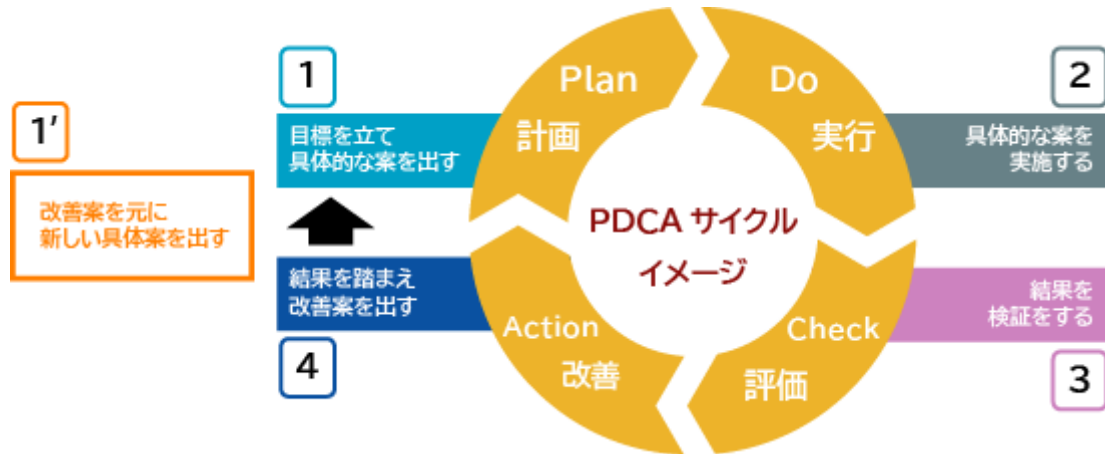 1'
改善案を元に
新しい具体案を出す
1
目標を立て
具体的な案を出す
Plan
計画
Do
実行
2
具体的な案を
実施する
PDCA サイクル
イメージ
結果を踏まえ
改善案を出す
4
Action
改善
Check
評価
結果を
検証をする
3